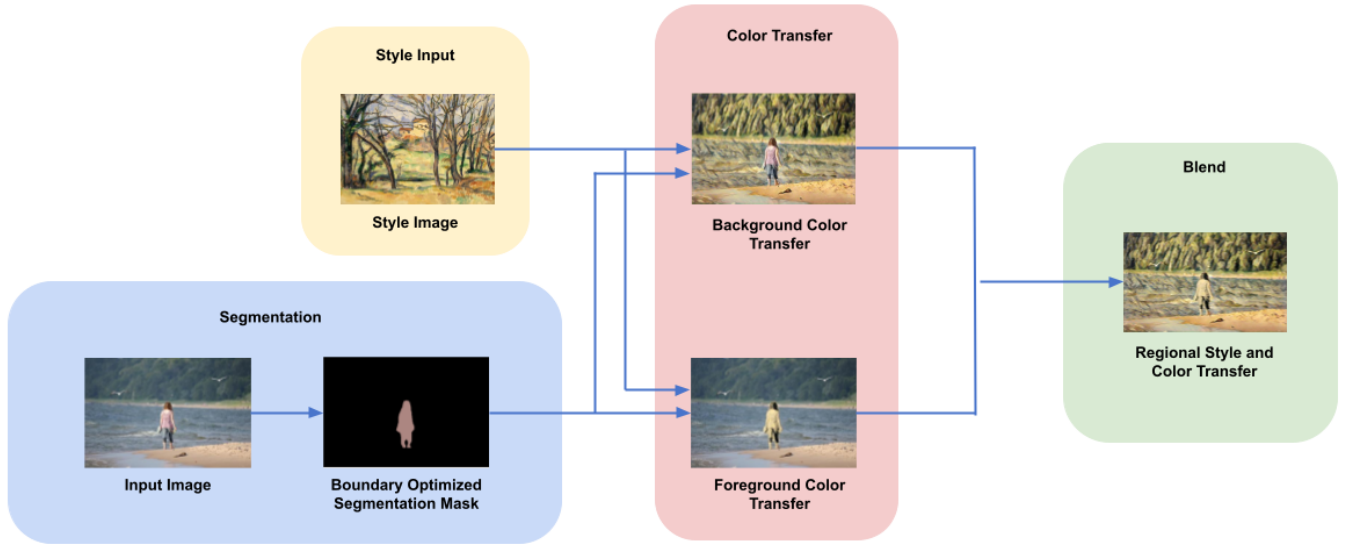 Style Input
Style Image
Segmentation
Input Image
Boundary Optimized
Segmentation Mask
Color Transfer
Background Color
Transfer
Foreground Color
Transfer
Blend
Regional Style and
Color Transfer